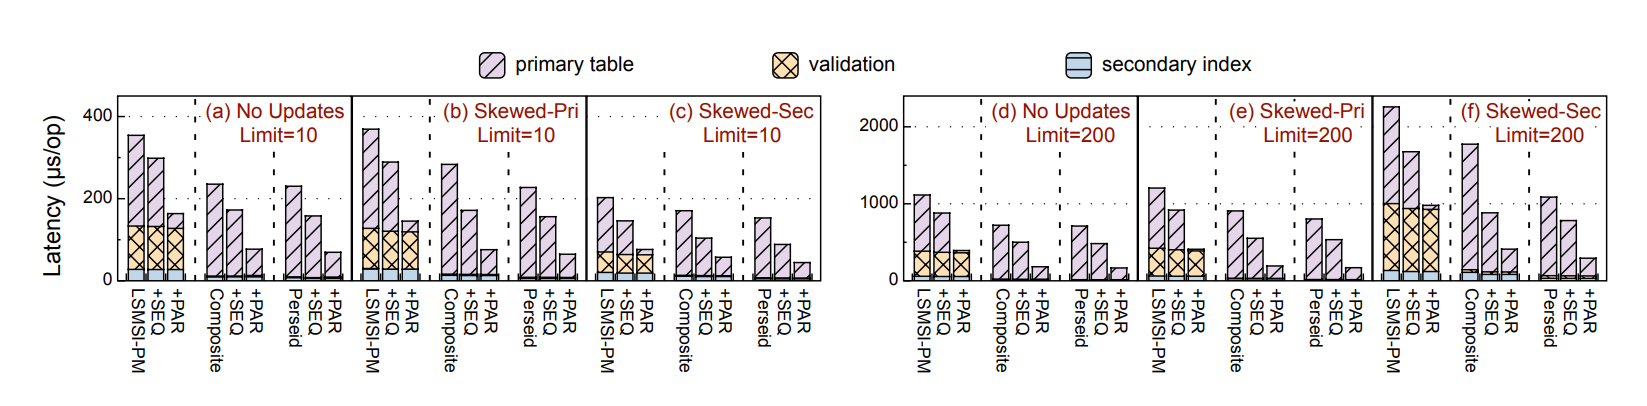 primary table
validation
secondary index
Latency (μs/op)
400
200
0
(a) No Updates
Limit=10
(b) Skewed-Pri
Limit=10
(c) Skewed-Sec
Limit=10
LSMSI-PM
+SEQ
+PAR
Composite
+SEQ
+PAR
Perseid
+SEQ
+PAR
LSMSI-PM
+SEQ
+PAR
Composite
+SEQ
+PAR
Perseid
+SEQ
+PAR
LSMSI-PM
+SEQ
+PAR
Composite
+SEQ
+PAR
Perseid
+SEQ
+PAR
2000
1000
0
(d) No Updates
Limit=200
(e) Skewed-Pri
Limit=200
(f) Skewed-Sec
Limit=200
LSMSI-PM
+SEQ
+PAR
Composite
+SEQ
+PAR
Perseid
+SEQ
+PAR
LSMSI-PM
+SEQ
+PAR
Composite
+SEQ
+PAR
Perseid
+SEQ
+PAR
LSMSI-PM
+SEQ
+PAR
Composite
+SEQ
+PAR
Perseid
+SEQ
+PAR